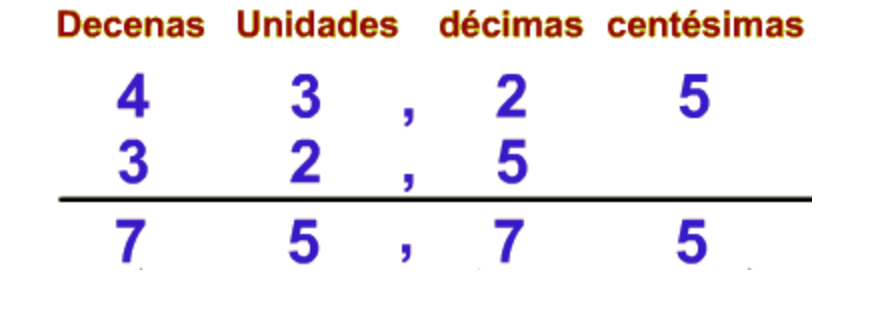 Decenas Unidades décimas centésimas
4 3 , 2 5
3 2 , 5
7 5 , 7 5